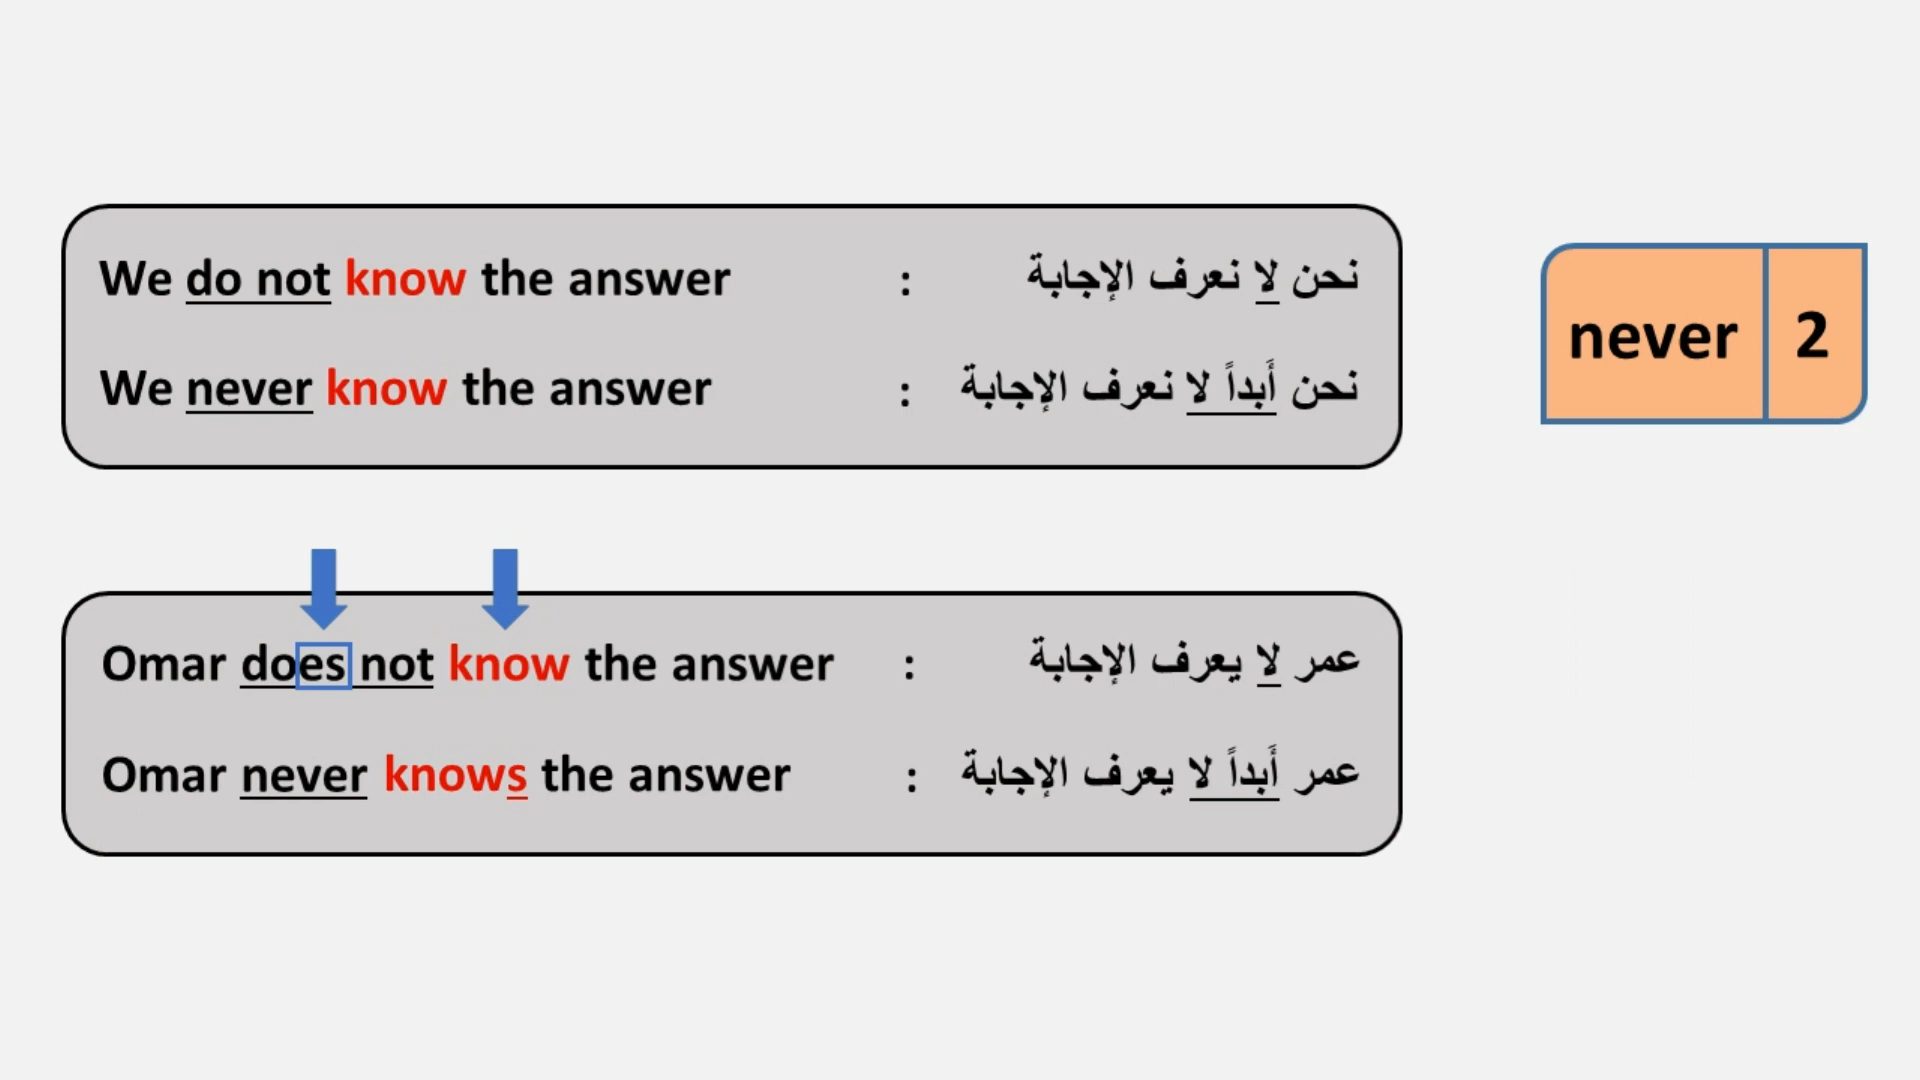 We do not know the answer : نحن لا نعرف الإجابة
We never know the answer : نحن أبداً لا نعرف الإجابة
never 2
Omar does not know the answer : عمر لا يعرف الإجابة
Omar never knows the answer : عمر أبداً لا يعرف الإجابة